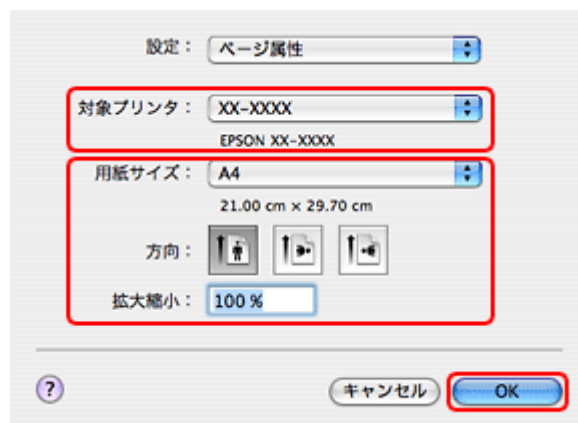 設定： ページ属性
対象プリンタ： XX-XXXX
EPSON XX-XXXX
用紙サイズ： A4
21.00 cm × 29.70 cm
方向：
拡大縮小： 100 %
? キャンセル OK